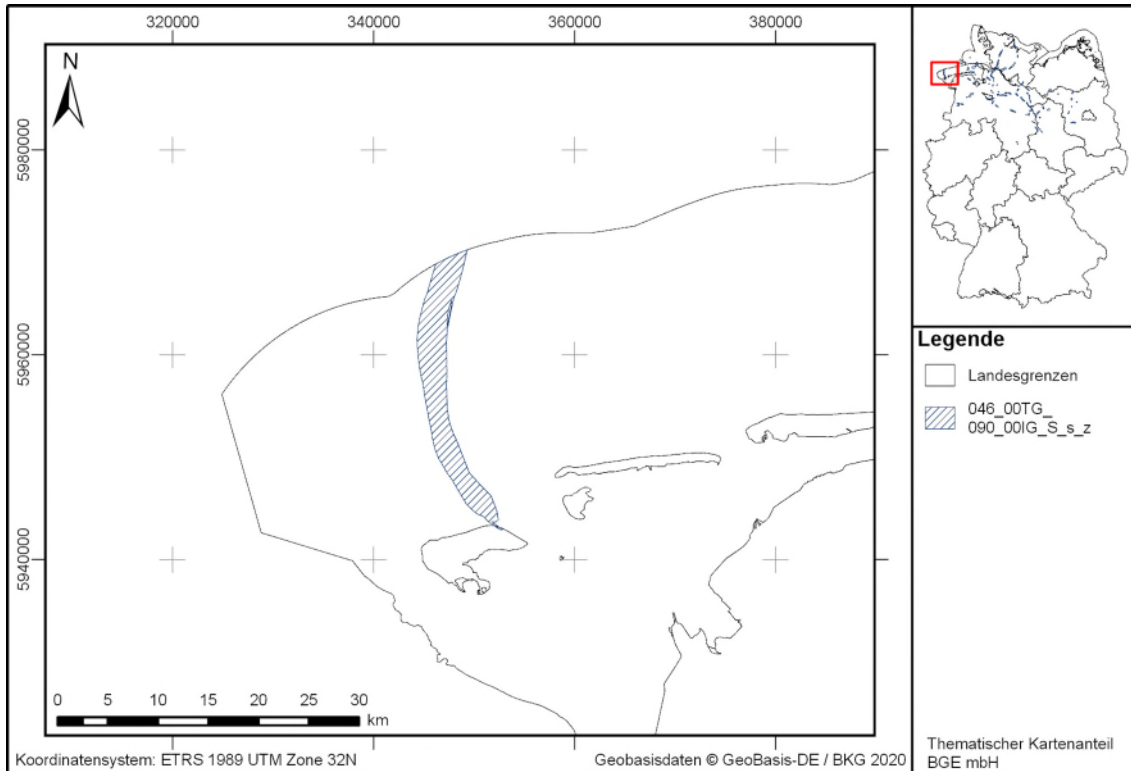 320000 340000 360000 380000
N
5980000
5960000
5940000
0 5 10 15 20 25 30
km
Koordinatensystem: ETRS 1989 UTM Zone 32N
Geobasisdaten © GeoBasis-DE / BKG 2020
Legende
Landesgrenzen
046_00TG_
090_00IG_S_s_z
Thematischer Kartenanteil
BGE mbH